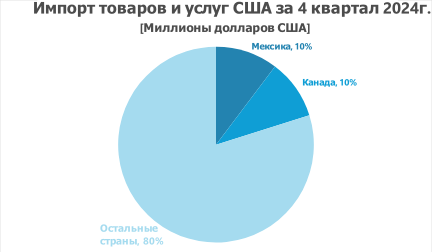 Импорт товаров и услуг США за 4 квартал 2024г.
[Миллионы долларов США]
Мексика, 10%
Канада, 10%
Остальные
страны, 80%